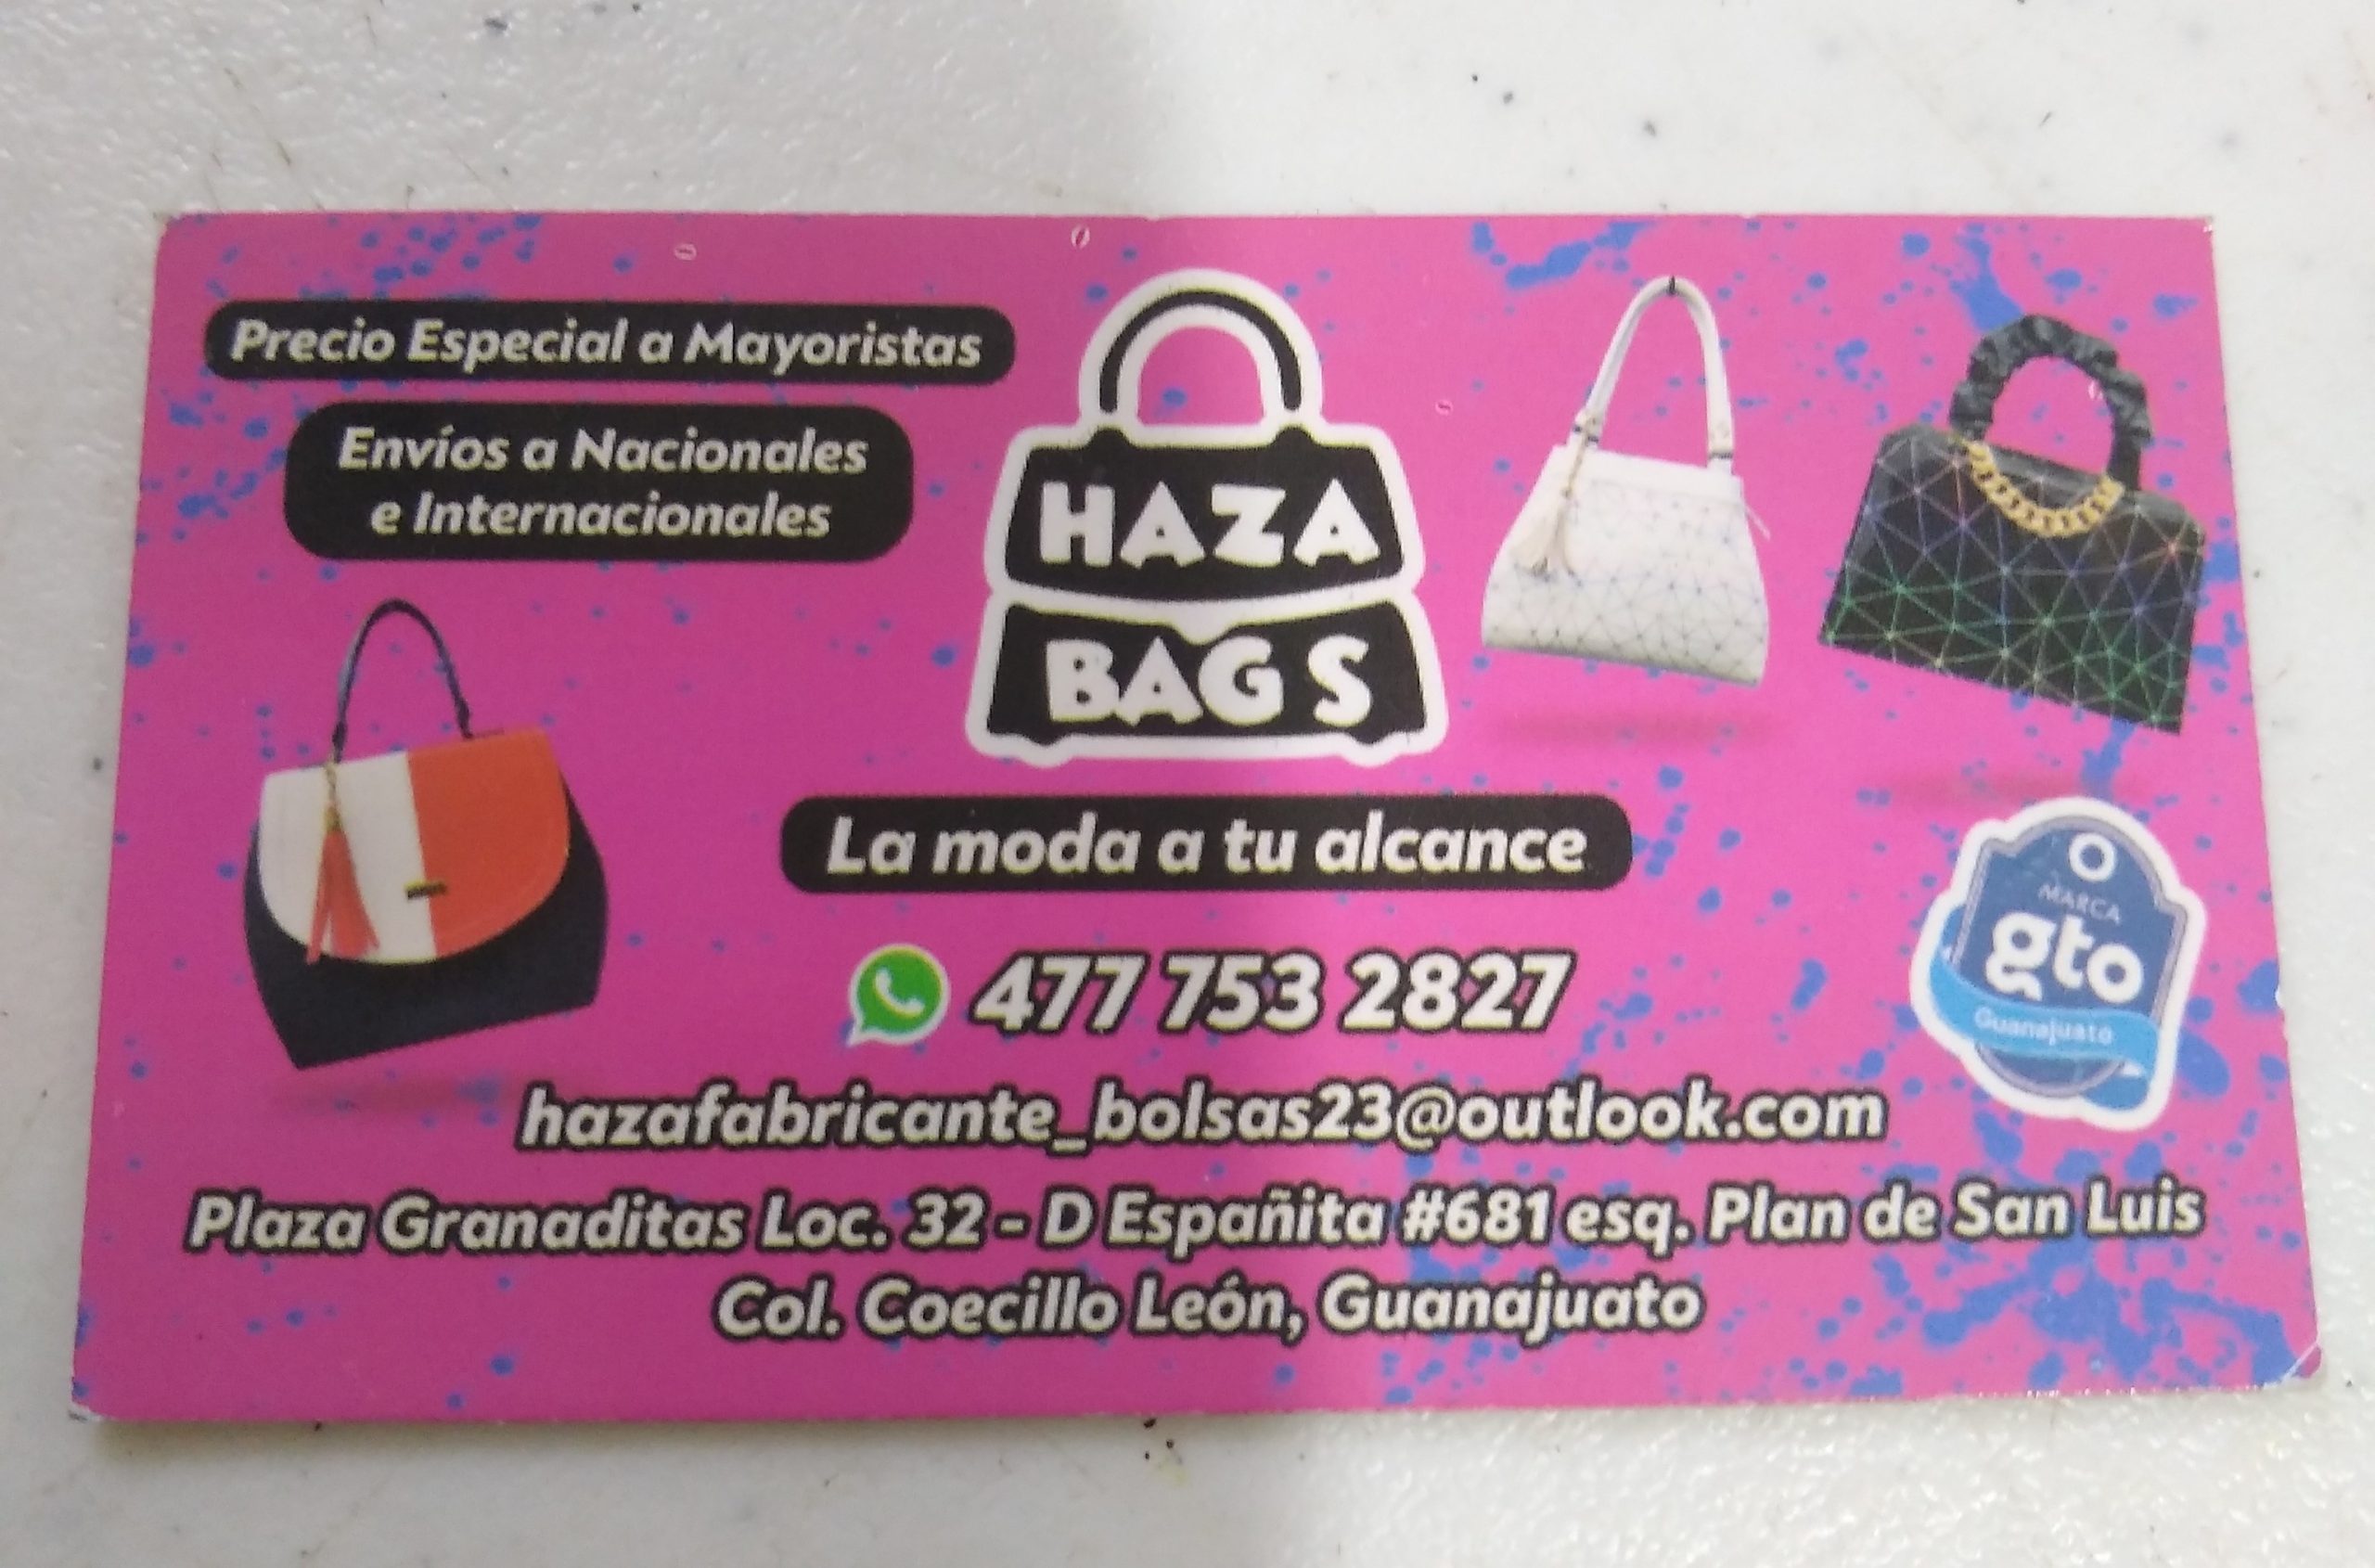 Precio Especial a Mayoristas
Envíos a Nacionales
e Internacionales
HAZA
BAGS
La moda a tu alcance
477 753 2827
hazafabricante_bolsas23@outlook.com
Plaza Granaditas Loc. 32 - D Españita #681 esq. Plan de San Luis
Col. Coecillo León, Guanajuato
MARCA
gto
Guanajuato